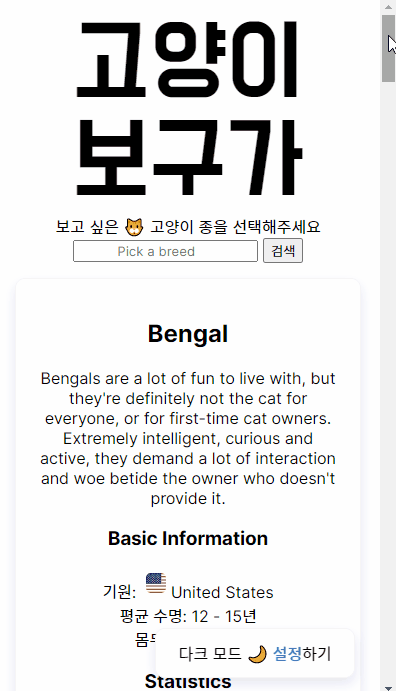 고양이
보구가
보고 싶은 🐱 고양이 종을 선택해주세요
Pick a breed 검색
Bengal
Bengals are a lot of fun to live with, but
they're definitely not the cat for
everyone, or for first-time cat owners.
Extremely intelligent, curious and
active, they demand a lot of interaction
and woe betide the owner who doesn't
provide it.
Basic Information
기원: 🇺🇸 United States
평균 수명: 12 - 15년
다크 모드 🌙 설정하기
Statistics